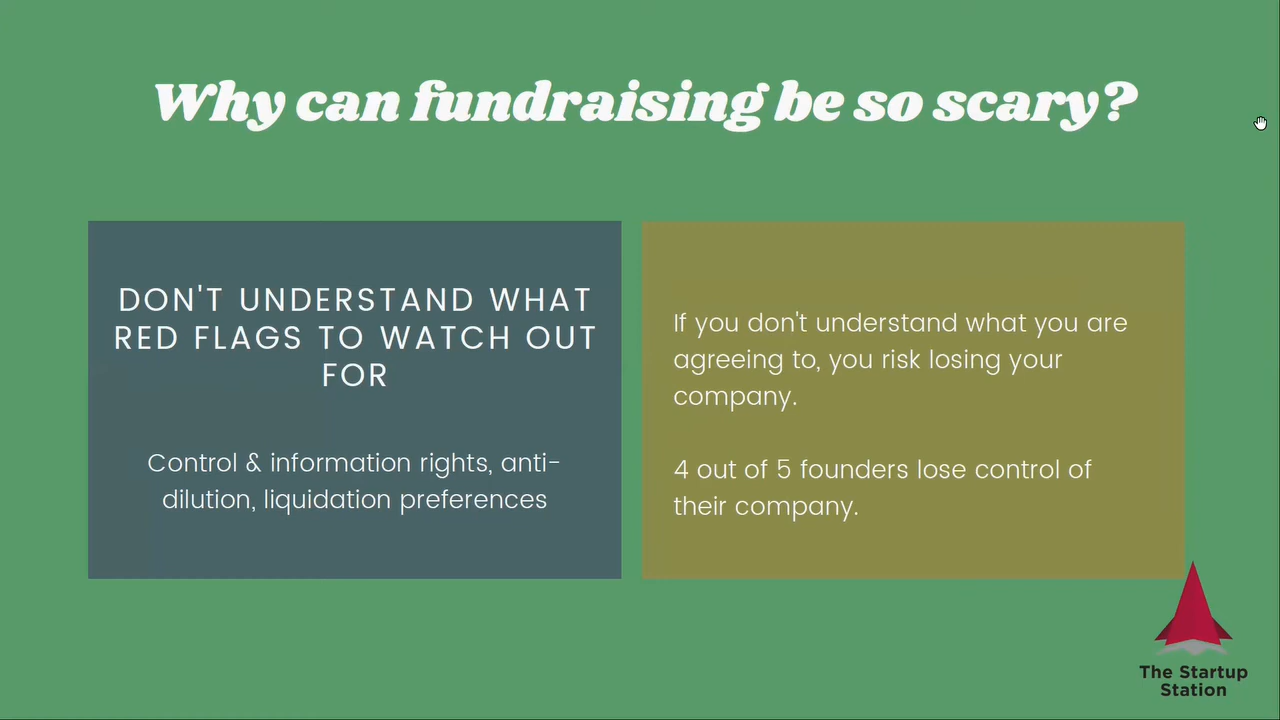 Why can fundraising be so scary?
DON'T UNDERSTAND WHAT
RED FLAGS TO WATCH OUT
FOR
Control & information rights, anti-
dilution, liquidation preferences
If you don't understand what you are
agreeing to, you risk losing your
company.
4 out of 5 founders lose control of
their company.
The Startup
Station